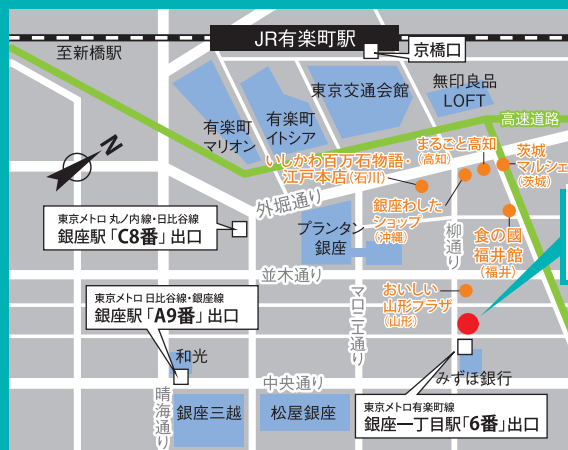 JR有楽町駅
京橋口
至新橋駅
東京交通会館
無印良品
LOFT
有楽町
マリオン
有楽町
イトシア
高速道路
N
まるごと高知
(高知)
茨城
マルシェ
(茨城)
いしかわ百万石物語・
江戸本店(石川)
銀座わした
ショップ
(沖縄)
外堀通り
プランタン
銀座
柳通り
食の國
福井館
(福井)
東京メトロ 丸ノ内線・日比谷線
銀座駅「C8番」出口
並木通り
おいしい
山形プラザ
(山形)
マロニエ通り
東京メトロ 日比谷線・銀座線
銀座駅「A9番」出口
和光
みずほ銀行
中央通り
晴海通り
銀座三越
松屋銀座
東京メトロ有楽町線
銀座一丁目駅「6番」出口